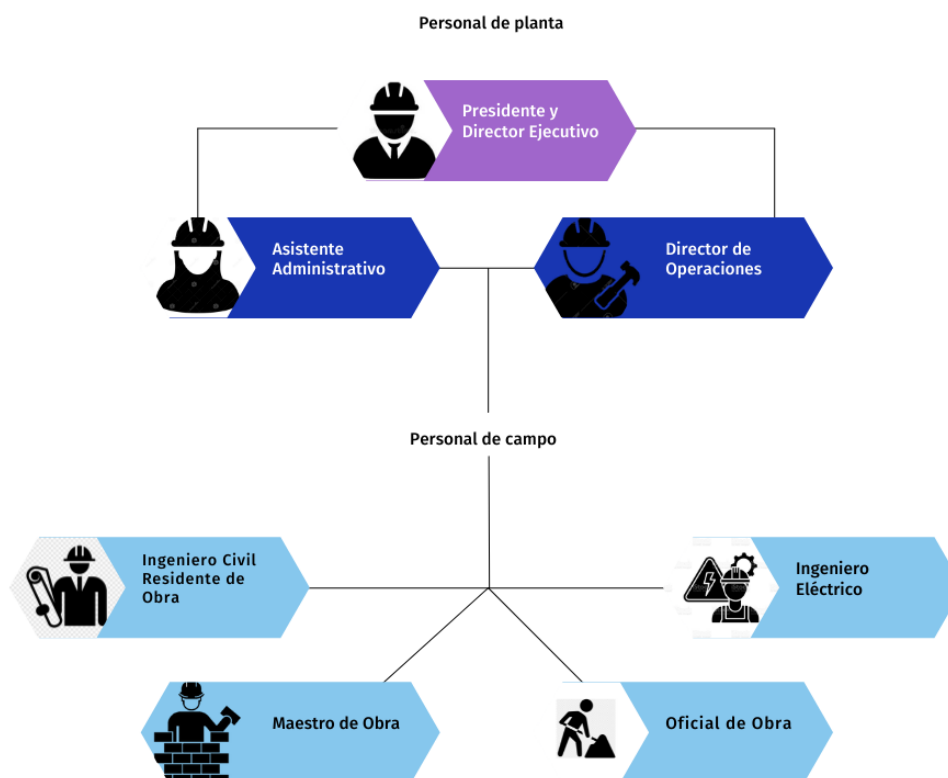 Personal de planta
Presidente y
Director Ejecutivo
Asistente
Administrativo
Director de
Operaciones
Personal de campo
Ingeniero Civil
Residente de
Obra
Ingeniero
Eléctrico
Maestro de Obra
Oficial de Obra